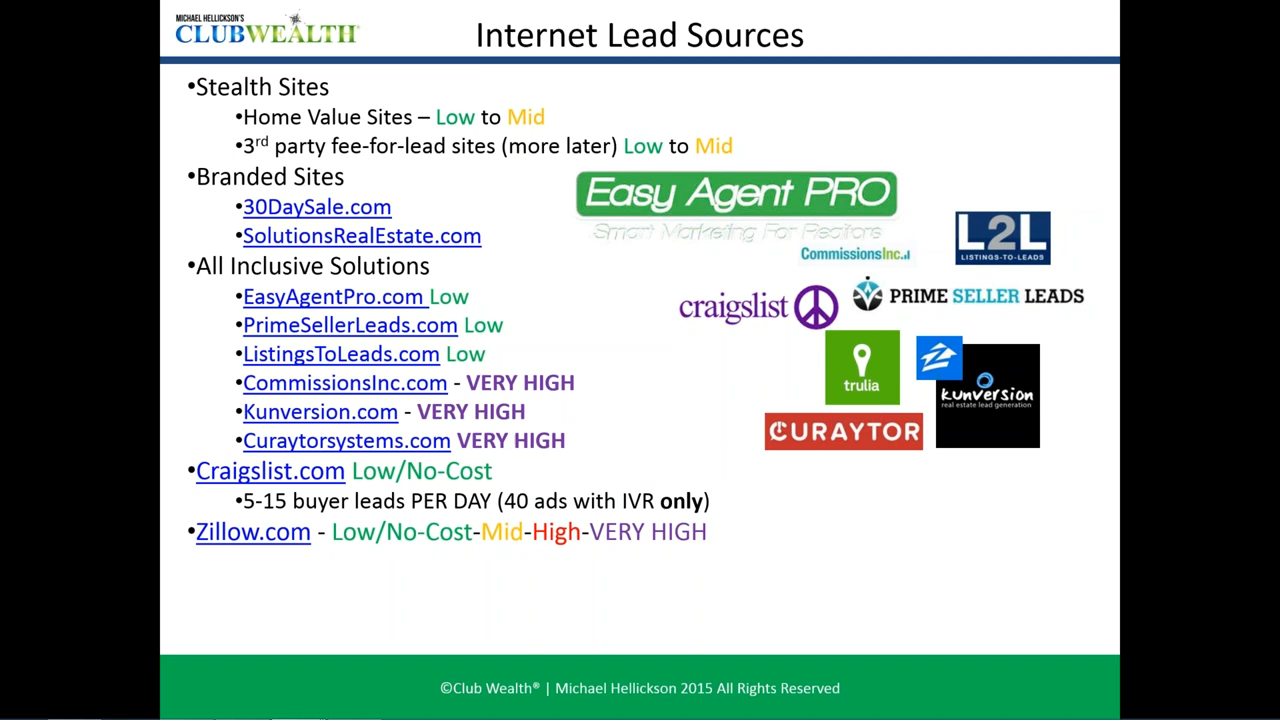 MICHAEL HELLICKSON'S
CLUBWEALTH®
Internet Lead Sources
•Stealth Sites
•Home Value Sites – Low to Mid
•3rd party fee-for-lead sites (more later) Low to Mid
•Branded Sites
•30DaySale.com
•SolutionsRealEstate.com
•All Inclusive Solutions
•EasyAgentPro.com Low
•PrimeSellerLeads.com Low
•ListingsToLeads.com Low
•CommissionsInc.com - VERY HIGH
•Kunversion.com - VERY HIGH
•Curaytorsystems.com VERY HIGH
•Craigslist.com Low/No-Cost
•5-15 buyer leads PER DAY (40 ads with IVR only)
•Zillow.com - Low/No-Cost-Mid-High-VERY HIGH
Easy Agent PRO
Smart Marketing For Realtors
CommissionsInc.
L2L
LISTINGS-TO-LEADS
craigslist
PRIME SELLER LEADS
trulia
Z
kunversion
real estate lead generation
CURAYTOR
©Club Wealth® | Michael Hellickson 2015 All Rights Reserved